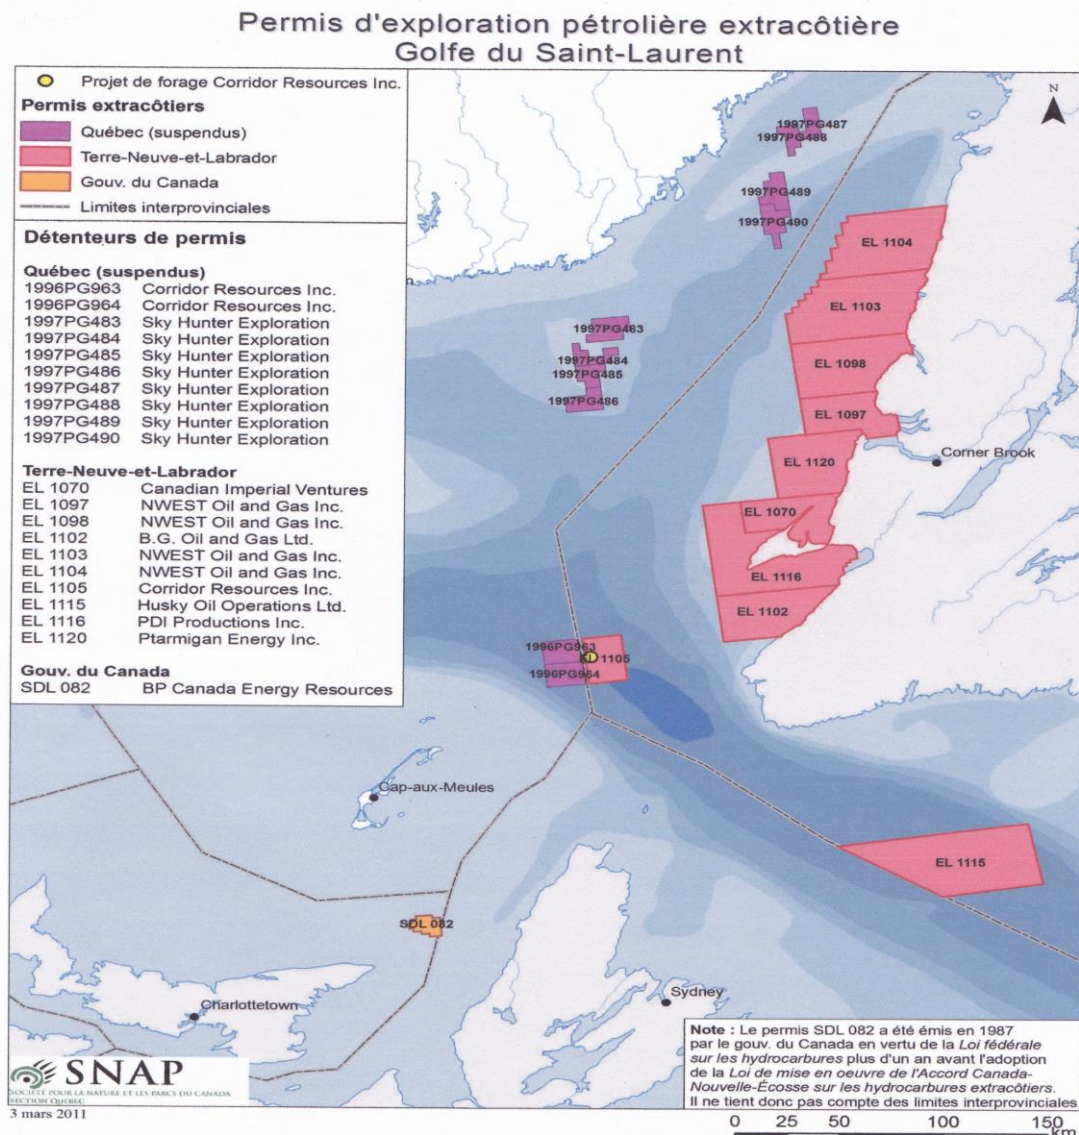 Permis d'exploration pétrolière extracôtière
Golfe du Saint-Laurent
Projet de forage Corridor Resources Inc.
Permis extracôtiers
Québec (suspendus)
Terre-Neuve-et-Labrador
Gouv. du Canada
Limites interprovinciales
Détenteurs de permis
Québec (suspendus)
1996PG963 Corridor Resources Inc.
1996PG964 Corridor Resources Inc.
1997PG483 Sky Hunter Exploration
1997PG484 Sky Hunter Exploration
1997PG485 Sky Hunter Exploration
1997PG486 Sky Hunter Exploration
1997PG487 Sky Hunter Exploration
1997PG488 Sky Hunter Exploration
1997PG489 Sky Hunter Exploration
1997PG490 Sky Hunter Exploration
Terre-Neuve-et-Labrador
EL 1070 Canadian Imperial Ventures
EL 1097 NWEST Oil and Gas Inc.
EL 1098 NWEST Oil and Gas Inc.
EL 1102 B.G. Oil and Gas Ltd.
EL 1103 NWEST Oil and Gas Inc.
EL 1104 NWEST Oil and Gas Inc.
EL 1105 Corridor Resources Inc.
EL 1115 Husky Oil Operations Ltd.
EL 1116 PDI Productions Inc.
EL 1120 Ptarmigan Energy Inc.
Gouv. du Canada
SDL 082 BP Canada Energy Resources
N
1997PG487
1997PG488
1997PG489
1997PG490
EL 1104
EL 1103
1997PG483
1997PG484
1997PG485
1997PG486
EL 1098
EL 1097
EL 1120
Corner Brook
EL 1070
EL 1116
EL 1102
1996PG963
1105
1996PG964
Cap-aux-Meules
EL 1115
SDL 082
Charlottetown
Sydney
SNAP
SOCIÉTÉ POUR LA NATURE ET LES PARCS DU CANADA
SECTION QUÉBEC
3 mars 2011
Note : Le permis SDL 082 a été émis en 1987
par le gouv. du Canada en vertu de la Loi fédérale
sur les hydrocarbures plus d'un an avant l'adoption
de la Loi de mise en oeuvre de l'Accord Canada-
Nouvelle-Écosse sur les hydrocarbures extracôtiers.
Il ne tient donc pas compte des limites interprovinciales
0 25 50 100 150
km